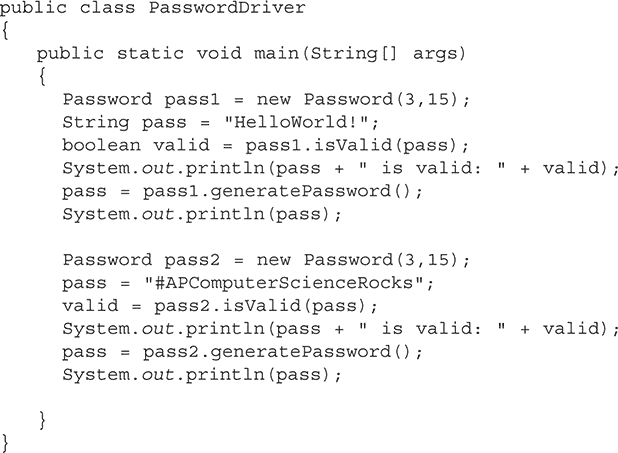 public class PasswordDriver
{
    public static void main(String[] args)
    {
        Password pass1 = new Password(3,15);
        String pass = "HelloWorld!";
        boolean valid = pass1.isValid(pass);
        System.out.println(pass + " is valid: " + valid);
        pass = pass1.generatePassword();
        System.out.println(pass);

        Password pass2 = new Password(3,15);
        pass = "#APComputerScienceRocks";
        valid = pass2.isValid(pass);
        System.out.println(pass + " is valid: " + valid);
        pass = pass2.generatePassword();
        System.out.println(pass);

    }
}